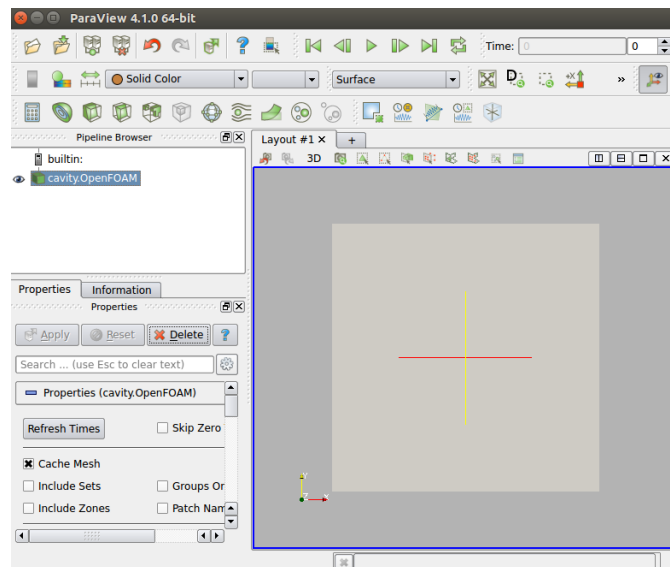 ParaView 4.1.0 64-bit
Time: 0 0
Solid Color Surface D »
Pipeline Browser
Layout #1 × +
builtin:
3D
cavity.OpenFOAM
Properties Information
Properties
Apply Reset Delete ?
Search ... (use Esc to clear text)
Properties (cavity.OpenFOAM)
Refresh Times Skip Zero
Cache Mesh
Include Sets Groups Or
Include Zones Patch Nam
Y
Z X